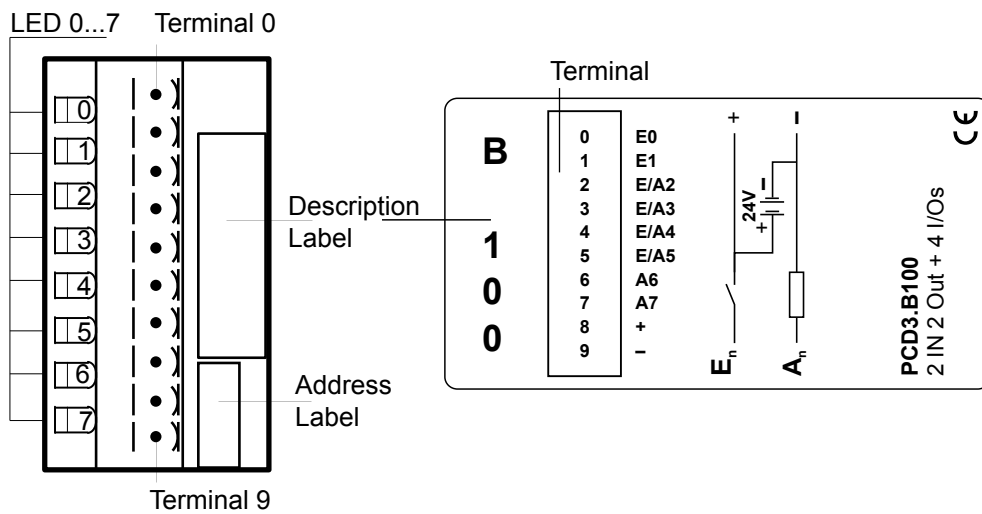 LED 0...7
Terminal 0
0
1
2
3
4
5
6
7
Description
Label
Address
Label
Terminal 9
Terminal
B
1
0
0
0 E0
1 E1
2 E/A2
3 E/A3
4 E/A4
5 E/A5
6 A6
7 A7
8 +
9 –
+
–
24V
–
+
En
An
PCD3.B100
2 IN 2 Out + 4 I/Os
CE